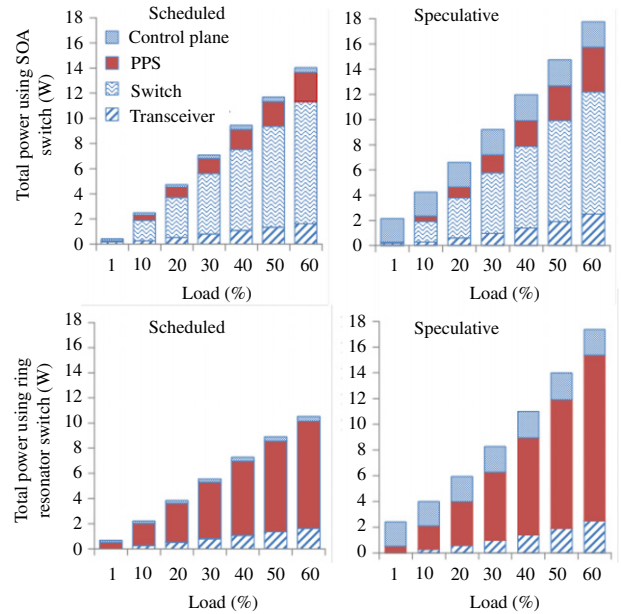 Scheduled
Speculative
Total power using SOA
switch (W)
18
16
14
12
10
8
6
4
2
0
Control plane
PPS
Switch
Transceiver
1 10 20 30 40 50 60
Load (%)
18
16
14
12
10
8
6
4
2
0
1 10 20 30 40 50 60
Load (%)
Scheduled
Speculative
Total power using ring
resonator switch (W)
18
16
14
12
10
8
6
4
2
0
1 10 20 30 40 50 60
Load (%)
18
16
14
12
10
8
6
4
2
0
1 10 20 30 40 50 60
Load (%)